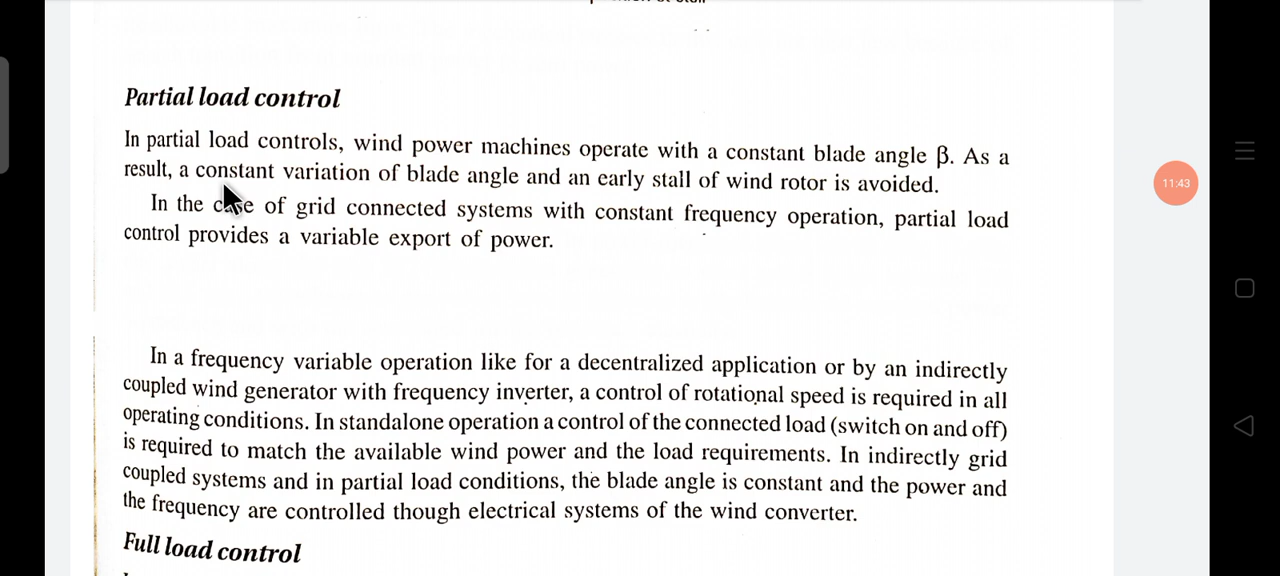 Partial load control
In partial load controls, wind power machines operate with a constant blade angle β. As a
result, a constant variation of blade angle and an early stall of wind rotor is avoided.
In the case of grid connected systems with constant frequency operation, partial load
control provides a variable export of power.
11:43
In a frequency variable operation like for a decentralized application or by an indirectly
coupled wind generator with frequency inverter, a control of rotational speed is required in all
operating conditions. In standalone operation a control of the connected load (switch on and off)
is required to match the available wind power and the load requirements. In indirectly grid
coupled systems and in partial load conditions, the blade angle is constant and the power and
the frequency are controlled though electrical systems of the wind converter.
Full load control